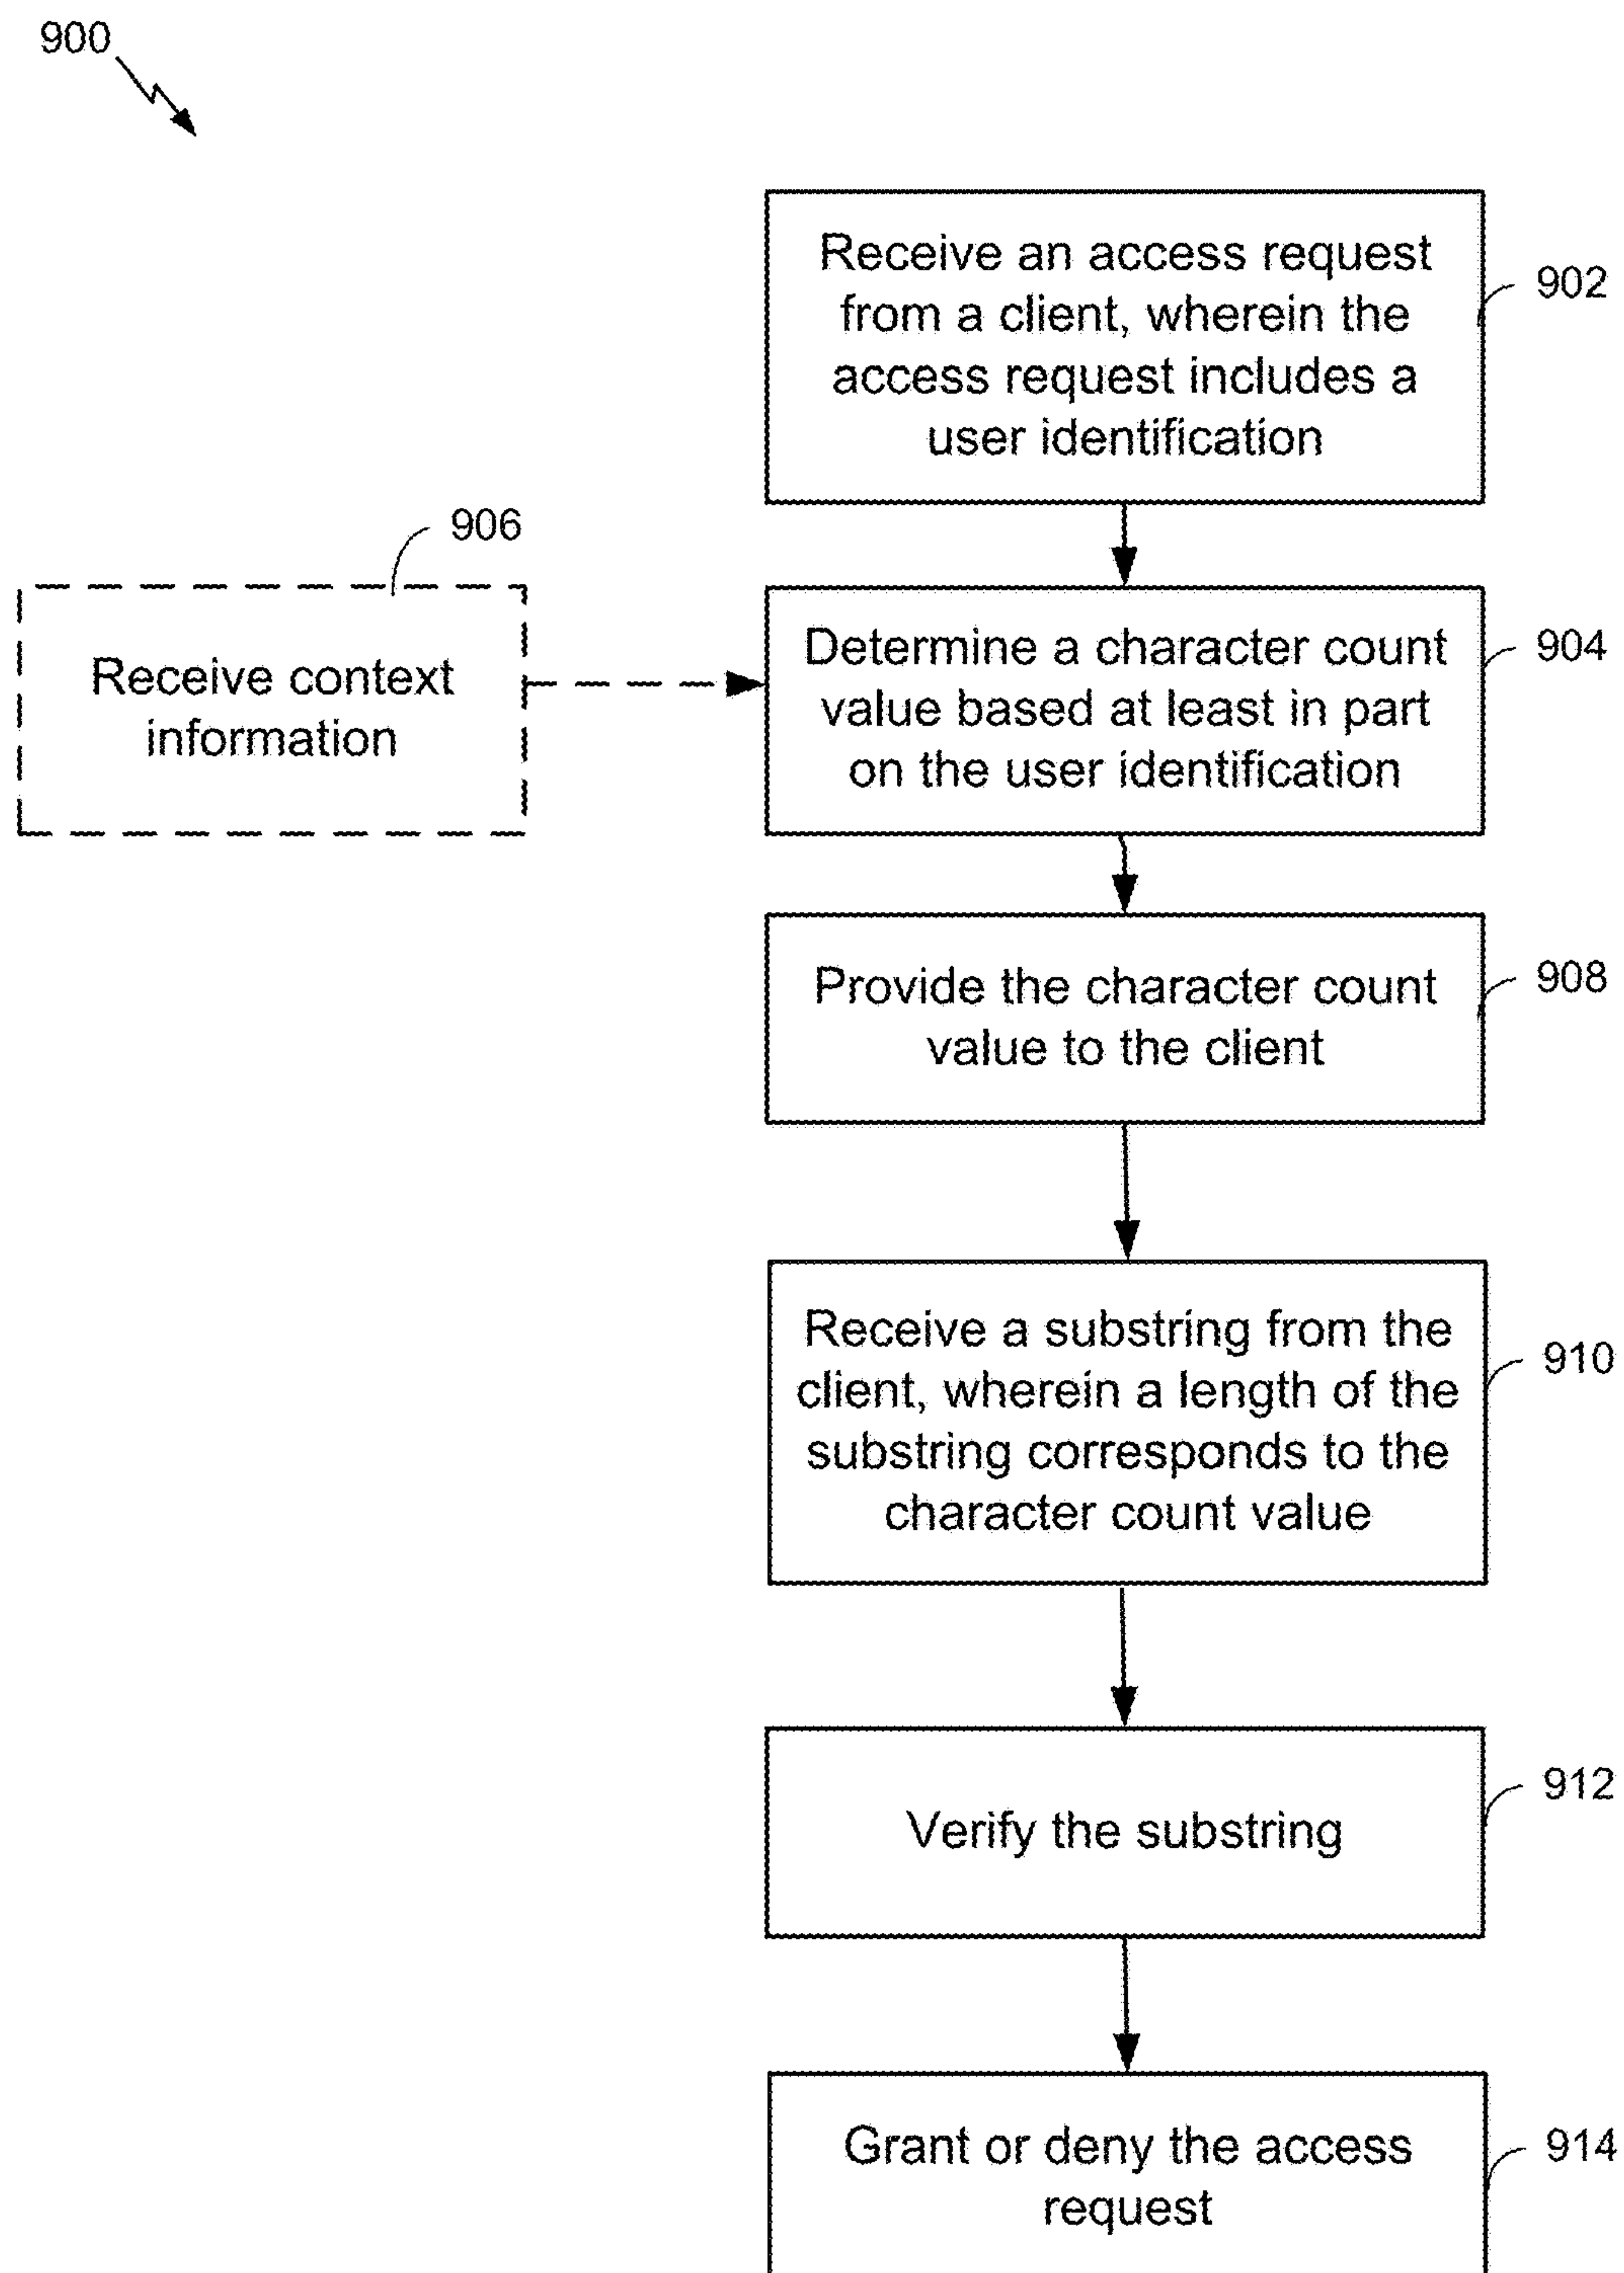 900
Receive an access request
from a client, wherein the
access request includes a
user identification
902
906
Receive context
information
Determine a character count
value based at least in part
on the user identification
904
Provide the character count
value to the client
908
Receive a substring from the
client, wherein a length of the
substring corresponds to the
character count value
910
Verify the substring
912
Grant or deny the access
request
914